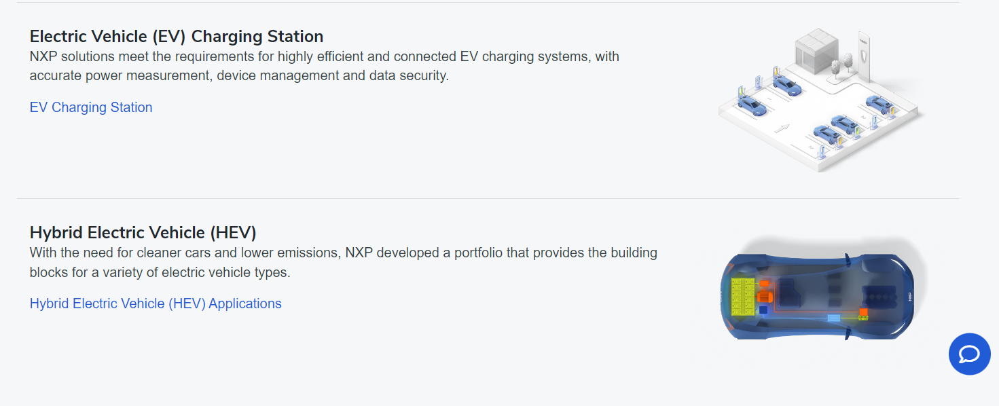 Electric Vehicle (EV) Charging Station
NXP solutions meet the requirements for highly efficient and connected EV charging systems, with
accurate power measurement, device management and data security.
EV Charging Station
Hybrid Electric Vehicle (HEV)
With the need for cleaner cars and lower emissions, NXP developed a portfolio that provides the building
blocks for a variety of electric vehicle types.
Hybrid Electric Vehicle (HEV) Applications